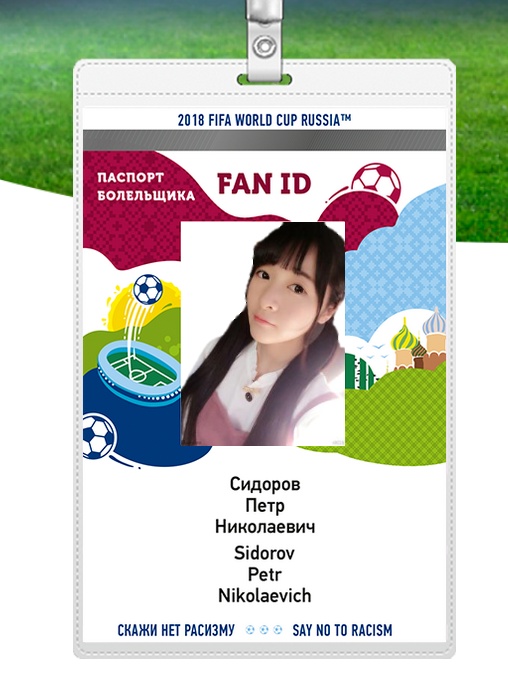 2018 FIFA WORLD CUP RUSSIA™
ПАСПОРТ
БОЛЕЛЬЩИКА
FAN ID
Сидоров
Петр
Николаевич
Sidorov
Petr
Nikolaevich
СКАЖИ НЕТ РАСИЗМУ SAY NO TO RACISM